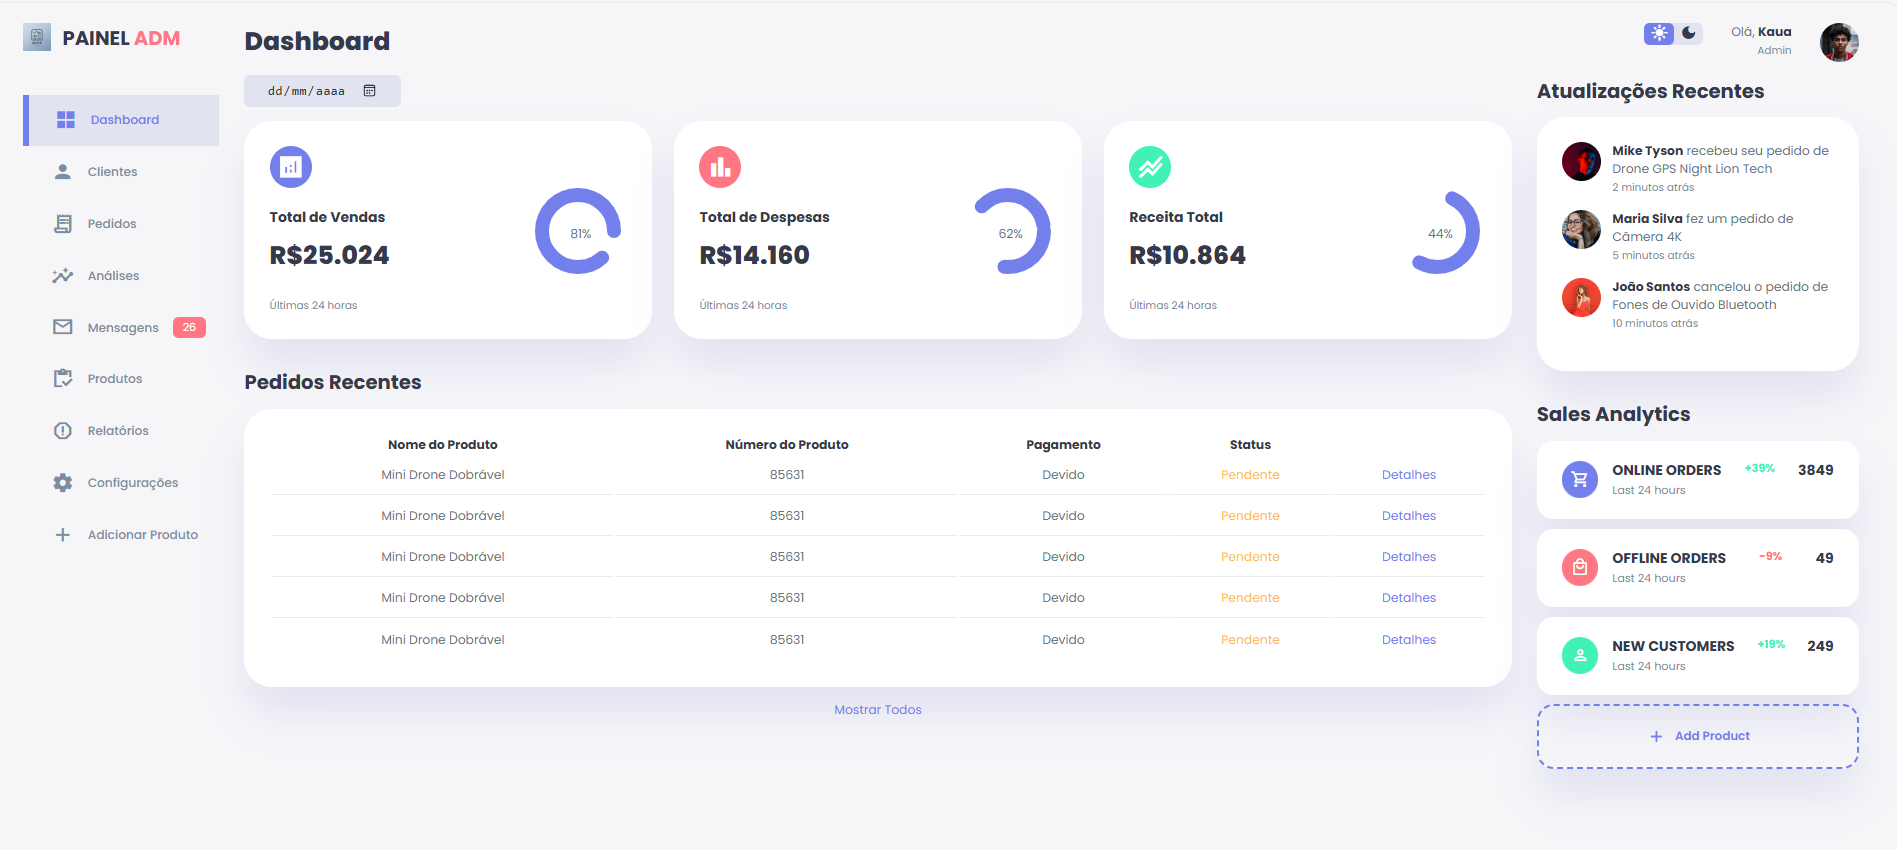 PAINEL ADM
Dashboard
Clientes
Pedidos
Análises
Mensagens 26
Produtos
Relatórios
Configurações
Adicionar Produto
Dashboard
dd/mm/aaaa
Total de Vendas
R$25.024
81%
Últimas 24 horas
Total de Despesas
R$14.160
62%
Últimas 24 horas
Receita Total
R$10.864
44%
Últimas 24 horas
Pedidos Recentes
Nome do Produto Número do Produto Pagamento Status
Mini Drone Dobrável 85631 Devido Pendente Detalhes
Mini Drone Dobrável 85631 Devido Pendente Detalhes
Mini Drone Dobrável 85631 Devido Pendente Detalhes
Mini Drone Dobrável 85631 Devido Pendente Detalhes
Mini Drone Dobrável 85631 Devido Pendente Detalhes
Mostrar Todos
Olá, Kaua
Admin
Atualizações Recentes
Mike Tyson recebeu seu pedido de
Drone GPS Night Lion Tech
2 minutos atrás
Maria Silva fez um pedido de
Câmera 4K
5 minutos atrás
João Santos cancelou o pedido de
Fones de Ouvido Bluetooth
10 minutos atrás
Sales Analytics
ONLINE ORDERS +39% 3849
Last 24 hours
OFFLINE ORDERS -9% 49
Last 24 hours
NEW CUSTOMERS +19% 249
Last 24 hours
Add Product